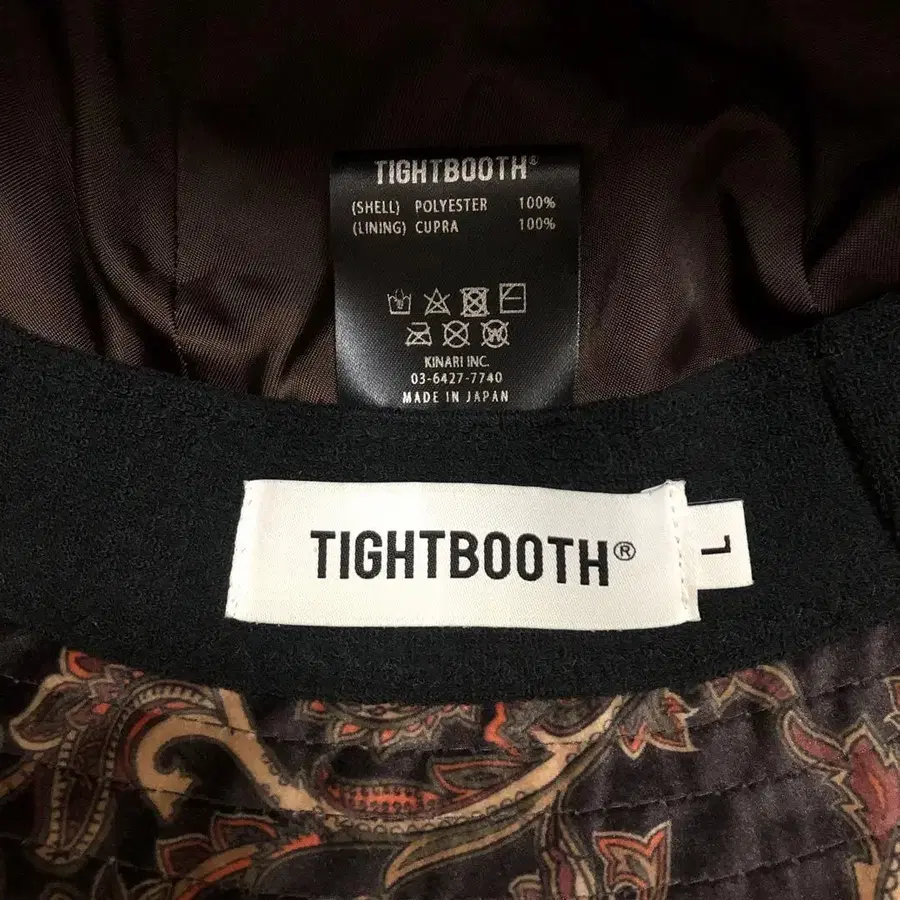 TIGHTBOOTH®
(SHELL) POLYESTER 100%
(LINING) CUPRA 100%
W
KINARI INC.
03-6427-7740
MADE IN JAPAN
TIGHTBOOTH®
L